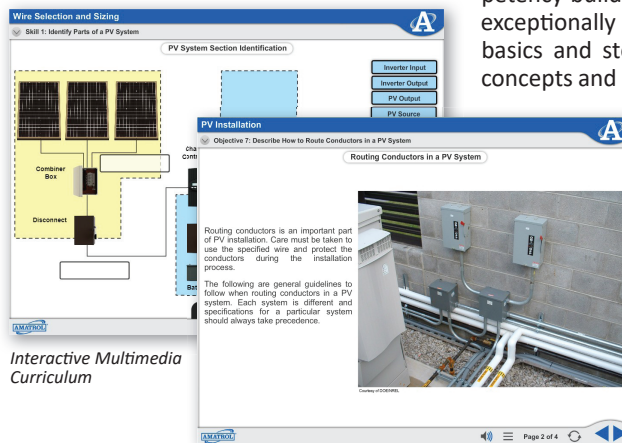 petency-build
exceptionally
basics and st
concepts and
Wire Selection and Sizing
Skill 1: Identify Parts of a PV System
A
PV System Section Identification
Inverter Input
Inverter Output
PV Output
PV Source
Combiner
Box
Disconnect
Cha
Cont
Bat
AMATROL
PV Installation
Objective 7: Describe How to Route Conductors in a PV System
A
Routing Conductors in a PV System
Routing conductors is an important part
of PV installation. Care must be taken to
use the specified wire and protect the
conductors during the installation
process.
The following are general guidelines to
follow when routing conductors in a PV
system. Each system is different and
specifications for a particular system
should always take precedence.
Courtesy of DOE/NREL
AMATROL
Page 2 of 4
Interactive Multimedia
Curriculum